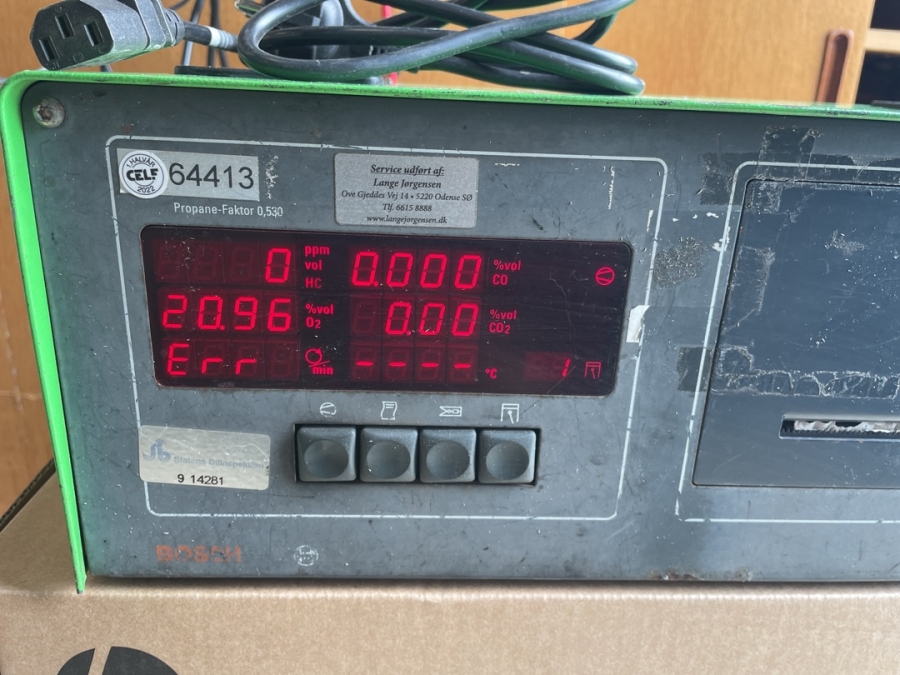 1. HALVÅR
CELF
2022
64413
Service udført af:
Lange Jørgensen
Ove Gjeddes Vej 14 • 5220 Odense SØ
Tlf. 6615 8888
www.langejorgensen.dk
Propane-Faktor 0,530
0 ppm vol HC
0.000 %vol CO
20.96 %vol O2
0.00 %vol CO2
Err /min
---- °C
1
Statens Bilinspektion
9 14281
BOSCH